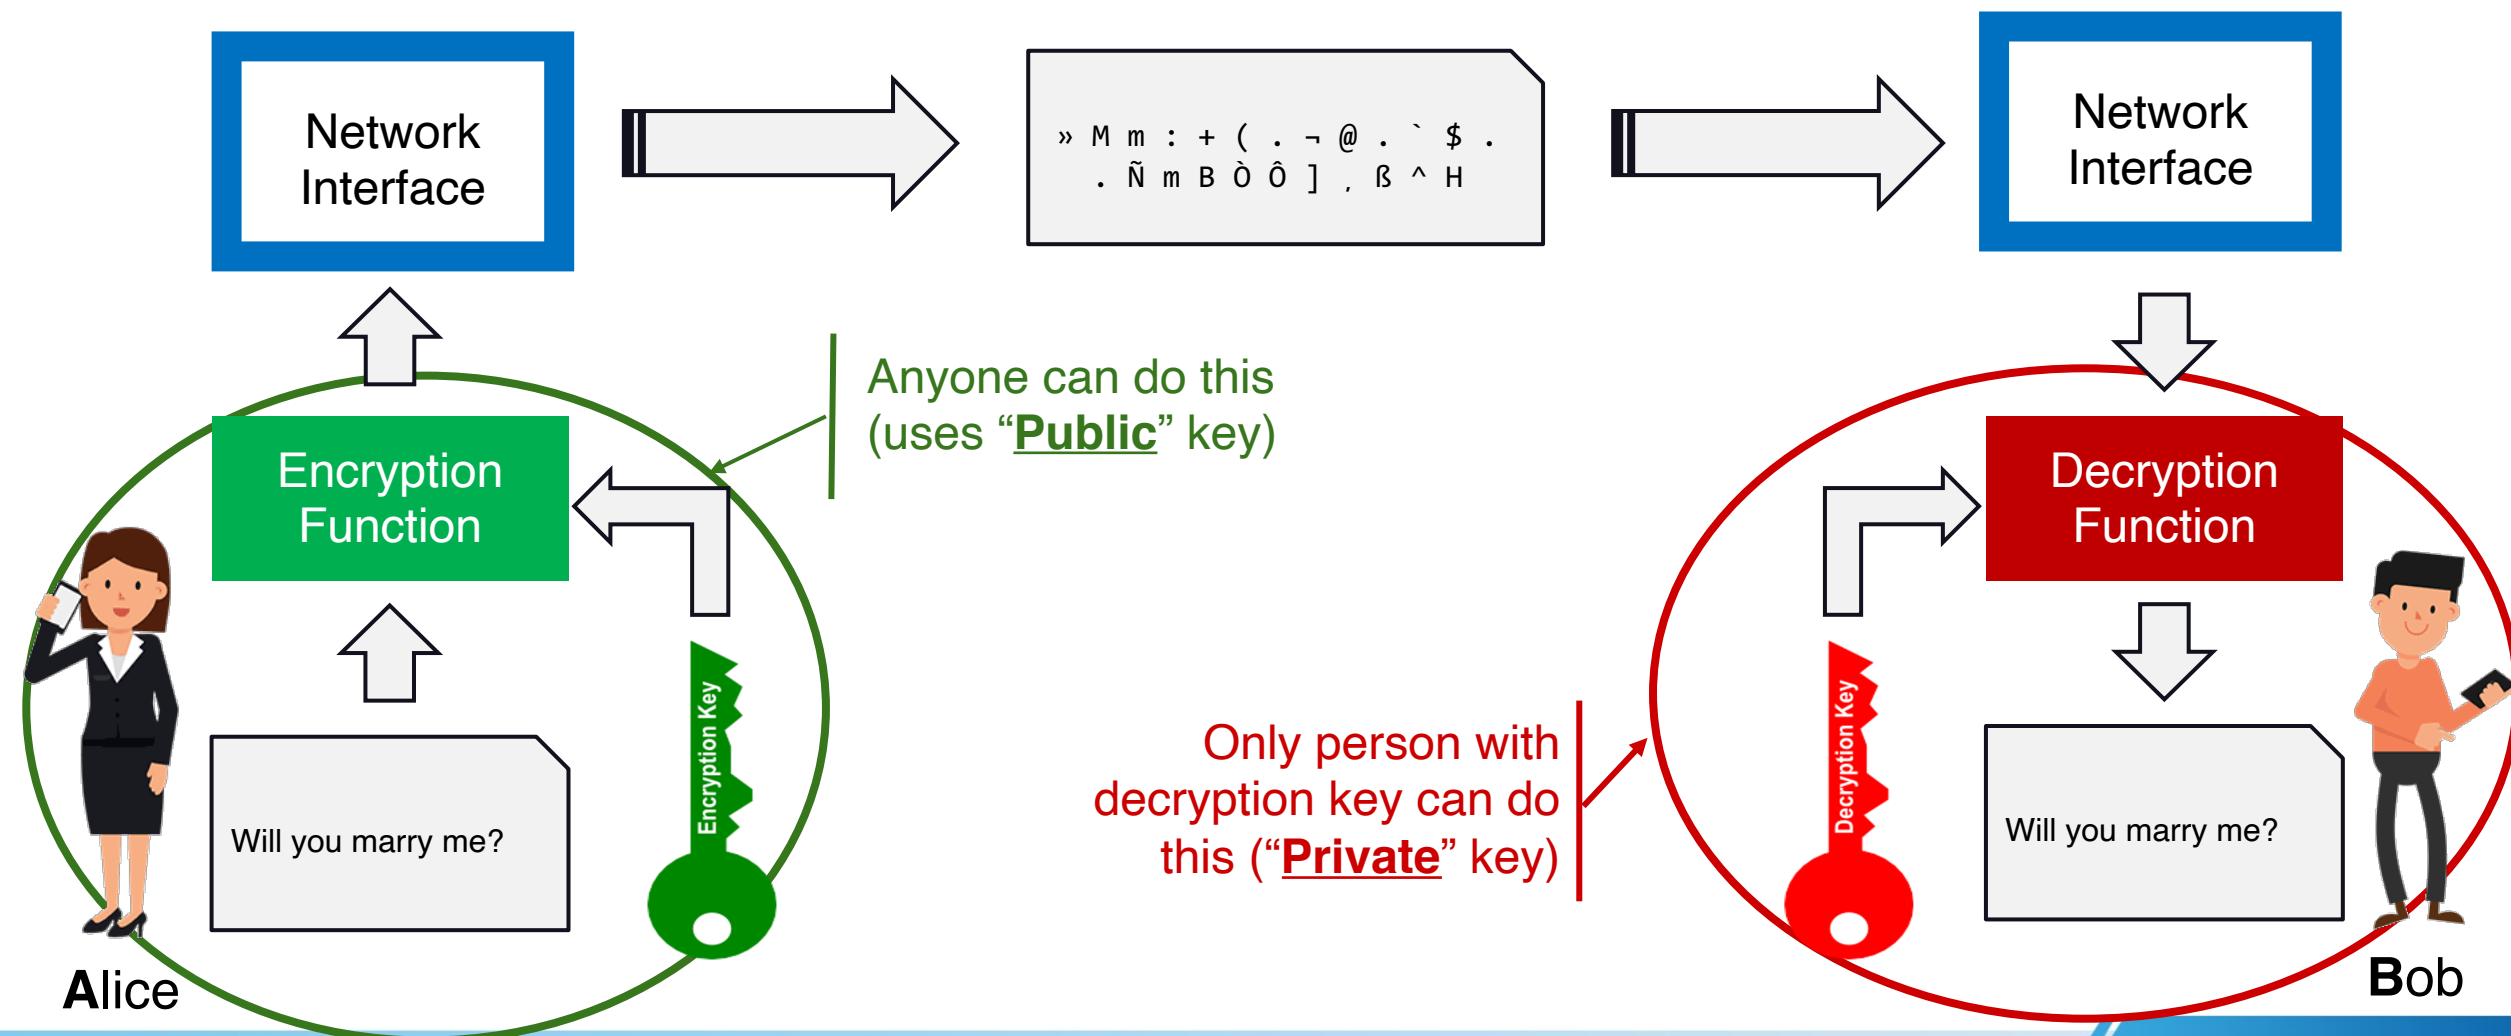 Network
Interface
» M m : + ( . ¬ @ . ` $ .
. Ñ m B Ò Ô ] ‚ ß ^ H
Network
Interface
Anyone can do this
(uses “Public” key)
Encryption
Function
Decryption
Function
Encryption Key
Decryption Key
Only person with
decryption key can do
this (“Private” key)
Will you marry me?
Will you marry me?
Alice
Bob